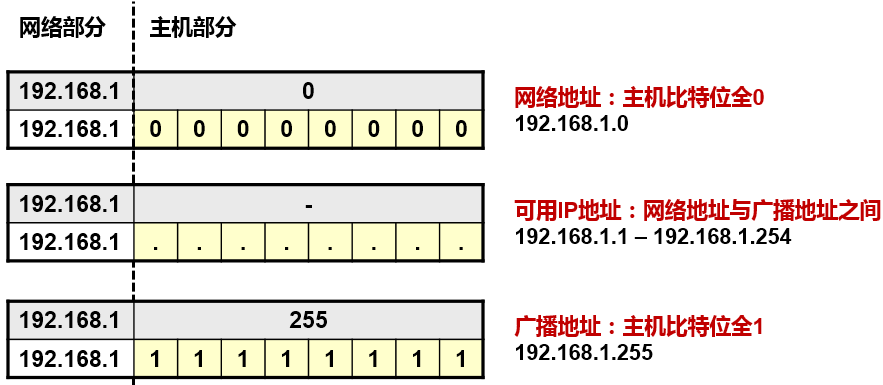 网络部分 主机部分
192.168.1 0
192.168.1 0 0 0 0 0 0 0 0
网络地址：主机比特位全0
192.168.1.0
192.168.1 -
192.168.1 . . . . . . . .
可用IP地址：网络地址与广播地址之间
192.168.1.1 – 192.168.1.254
192.168.1 255
192.168.1 1 1 1 1 1 1 1 1
广播地址：主机比特位全1
192.168.1.255